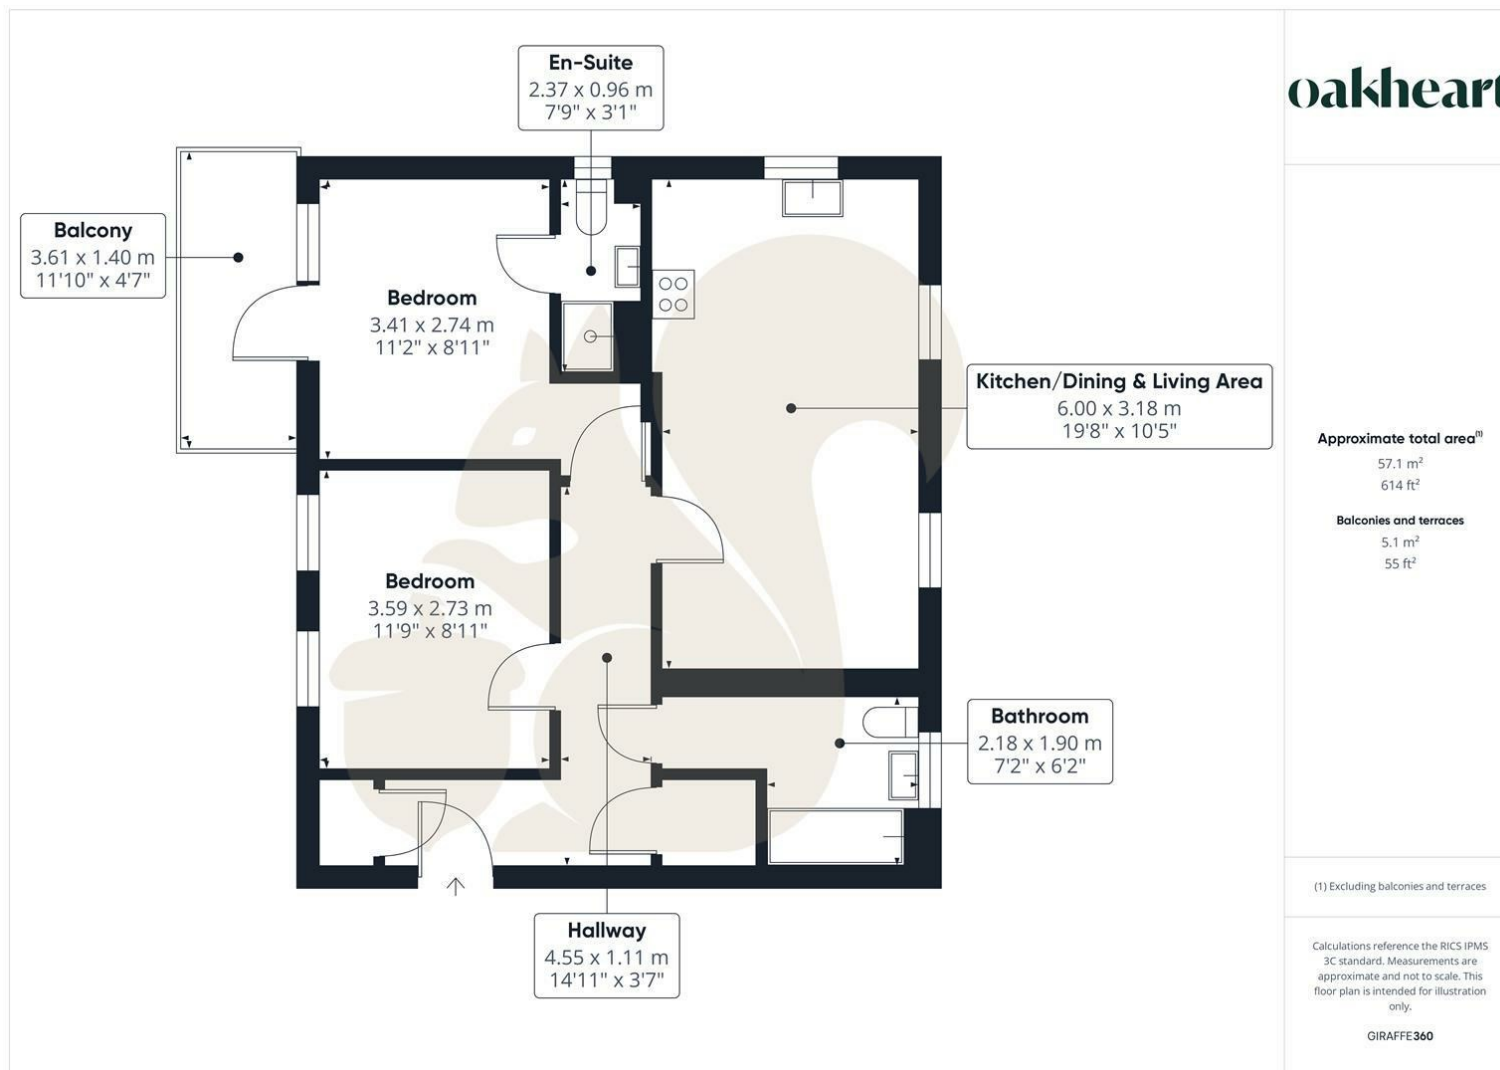 En-Suite
2.37 x 0.96 m
7'9" x 3'1"
Balcony
3.61 x 1.40 m
11'10" x 4'7"
Bedroom
3.41 x 2.74 m
11'2" x 8'11"
Kitchen/Dining & Living Area
6.00 x 3.18 m
19'8" x 10'5"
Bedroom
3.59 x 2.73 m
11'9" x 8'11"
Bathroom
2.18 x 1.90 m
7'2" x 6'2"
Hallway
4.55 x 1.11 m
14'11" x 3'7"
oakheart
Approximate total area⁽¹⁾
57.1 m²
614 ft²
Balconies and terraces
5.1 m²
55 ft²
(1) Excluding balconies and terraces
Calculations reference the RICS IPMS
3C standard. Measurements are
approximate and not to scale. This
floor plan is intended for illustration
only.
GIRAFFE360